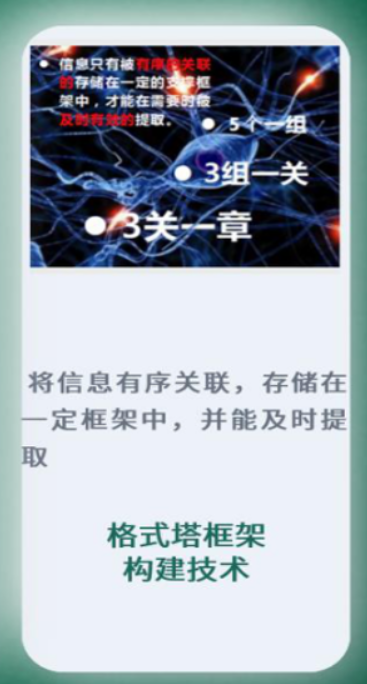 ● 信息只有被有序的关联
的存储在一定的支撑框
架中，才能在需要时被
及时有效的提取。
● 5个一组
● 3组一关
● 3关一章
将信息有序关联，存储在
一定框架中，并能及时提
取
格式塔框架
构建技术